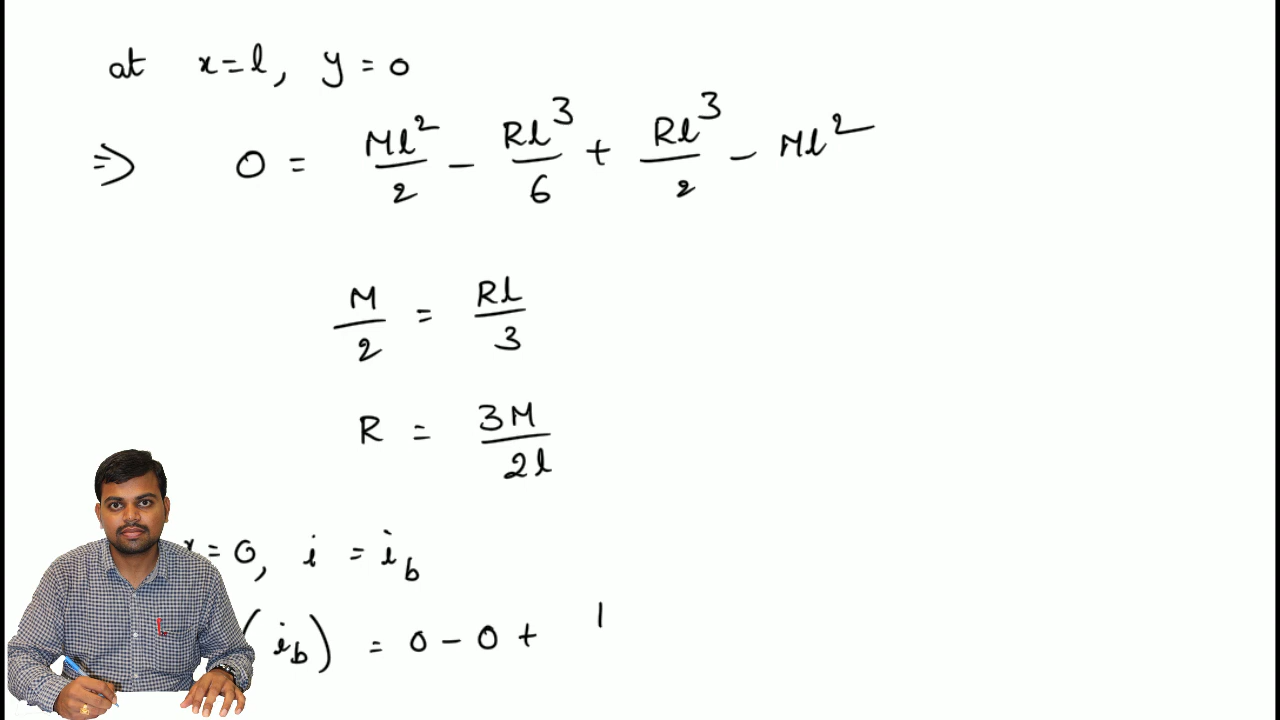 at x=l, y=0
⇒ 0 = Ml²/2 − Rl³/6 + Rl³/2 − Ml²
M/2 = Rl/3
R = 3M/2l
x=0, i = i_b
(i_b) = 0 − 0 +